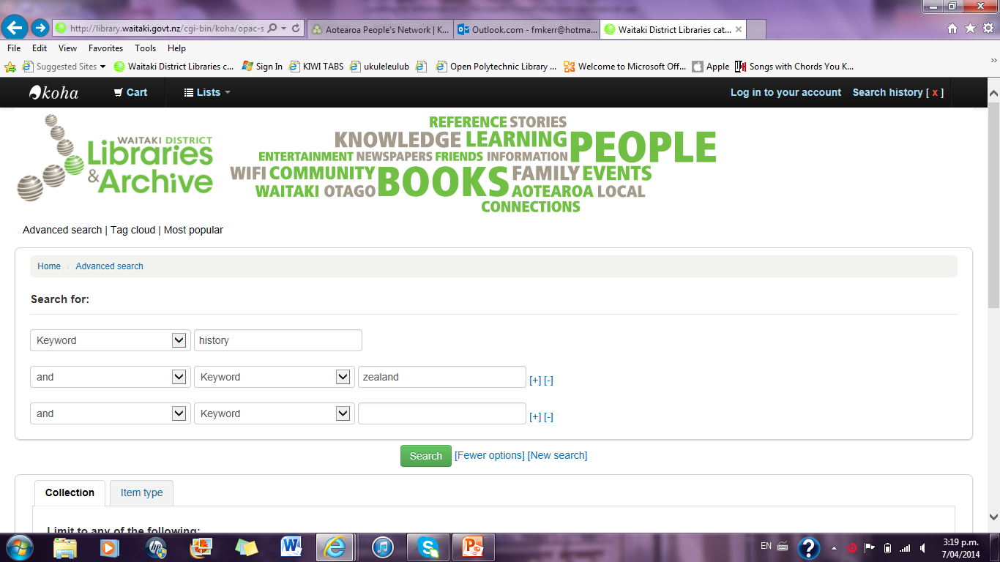 http://library.waitaki.govt.nz/cgi-bin/koha/opac-s
Aotearoa People's Network | K...
Outlook.com - fmkerr@hotma...
Waitaki District Libraries cat...
File Edit View Favorites Tools Help
Suggested Sites
Waitaki District Libraries c...
Sign In
KIWI TABS
ukuleleulub
Open Polytechnic Library ...
Welcome to Microsoft Off...
Apple
Songs with Chords You K...
koha Cart Lists Log in to your account Search history [ x ]
WAITAKI DISTRICT
Libraries
& Archive
REFERENCE STORIES
KNOWLEDGE LEARNING PEOPLE
ENTERTAINMENT NEWSPAPERS FRIENDS INFORMATION
WIFI COMMUNITY BOOKS FAMILY EVENTS
WAITAKI OTAGO AOTEAROA LOCAL
CONNECTIONS
Advanced search | Tag cloud | Most popular
Home › Advanced search
Search for:
Keyword history
and Keyword zealand [+] [-]
and Keyword [+] [-]
Search [Fewer options] [New search]
Collection Item type
Limit to any of the following:
EN
3:19 p.m.
7/04/2014